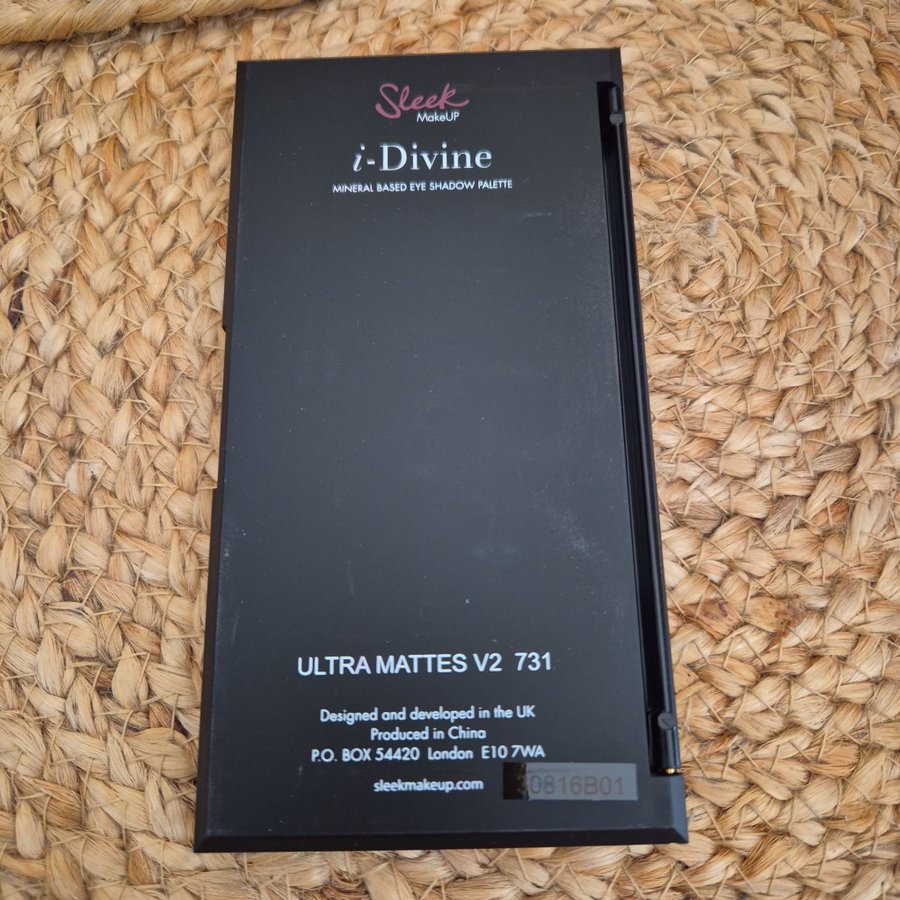 Sleek
MakeUP
i-Divine
MINERAL BASED EYE SHADOW PALETTE
ULTRA MATTES V2 731
Designed and developed in the UK
Produced in China
P.O. BOX 54420 London E10 7WA
sleekmakeup.com
30816B01